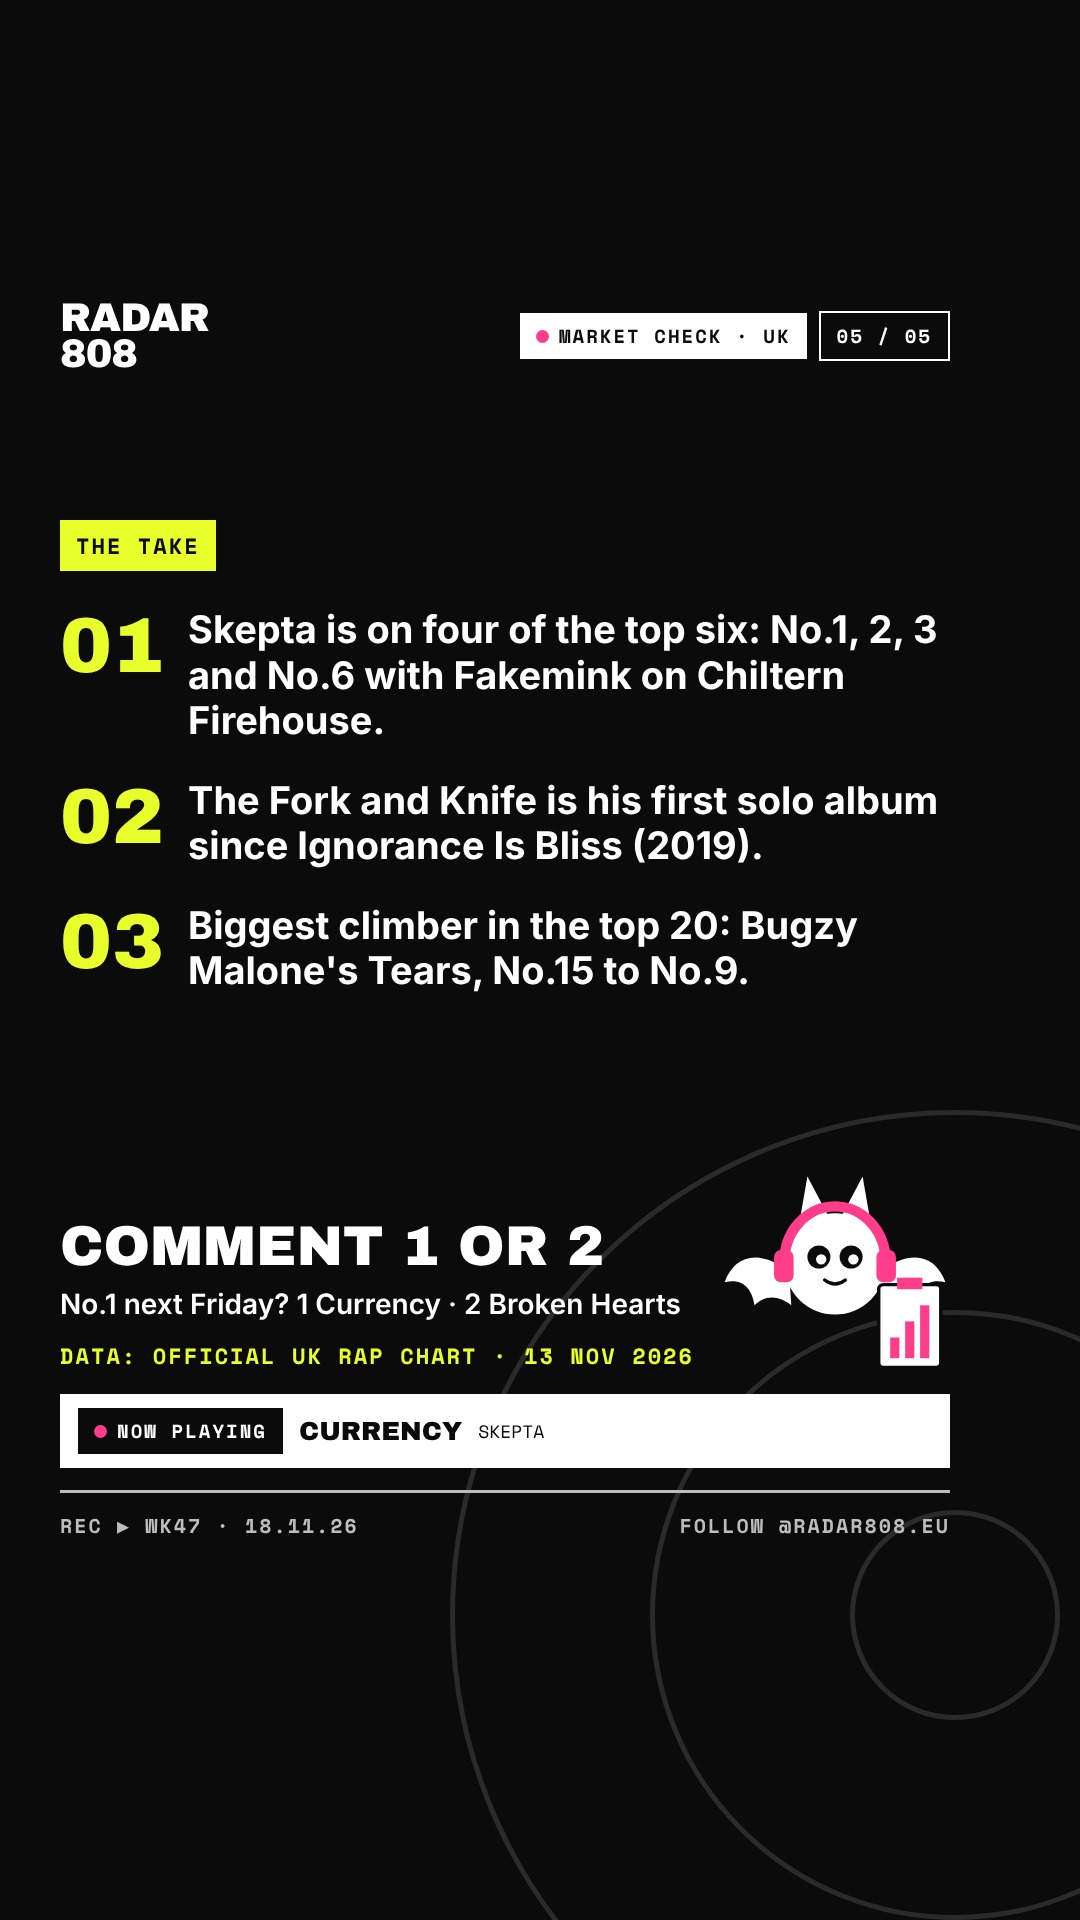 RADAR
808
MARKET CHECK · UK
05 / 05
THE TAKE
01
Skepta is on four of the top six: No.1, 2, 3
and No.6 with Fakemink on Chiltern
Firehouse.
02
The Fork and Knife is his first solo album
since Ignorance Is Bliss (2019).
03
Biggest climber in the top 20: Bugzy
Malone's Tears, No.15 to No.9.
COMMENT 1 OR 2
No.1 next Friday? 1 Currency · 2 Broken Hearts
DATA: OFFICIAL UK RAP CHART · 13 NOV 2026
NOW PLAYING CURRENCY SKEPTA
REC ▶ WK47 · 18.11.26
FOLLOW @RADAR808.EU